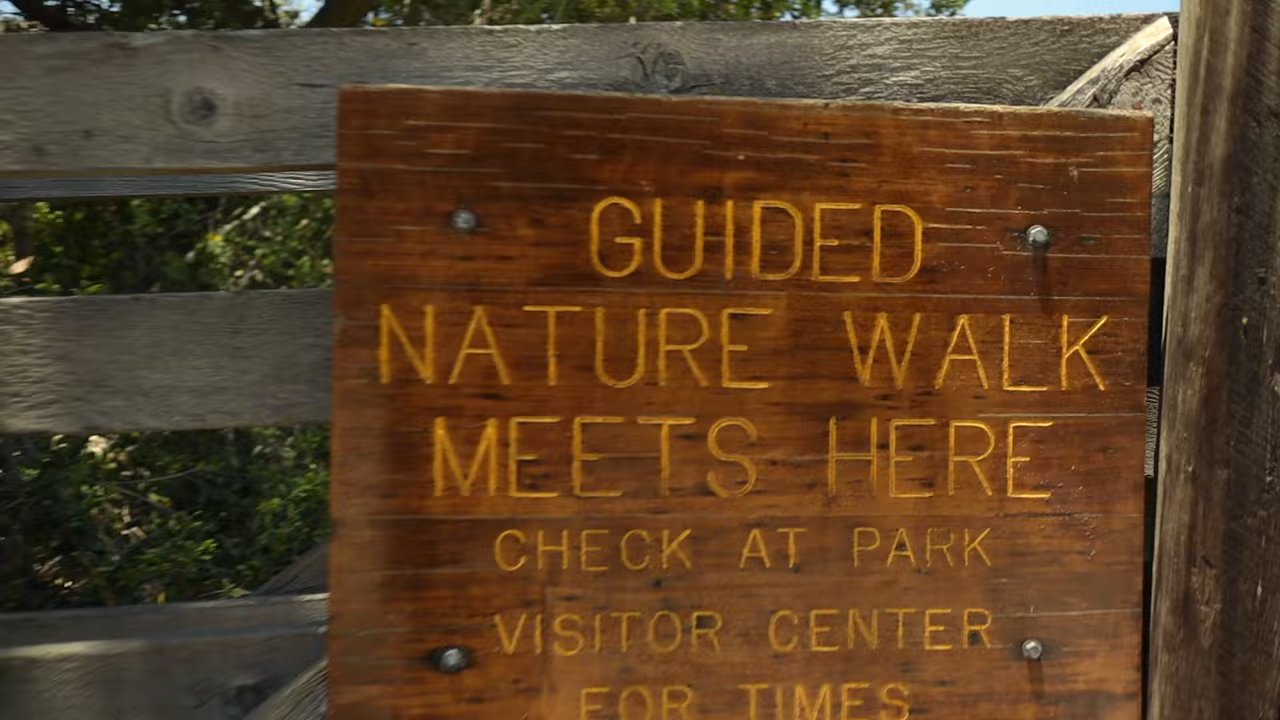 GUIDED
NATURE WALK
MEETS HERE
CHECK AT PARK
VISITOR CENTER
FOR TIMES